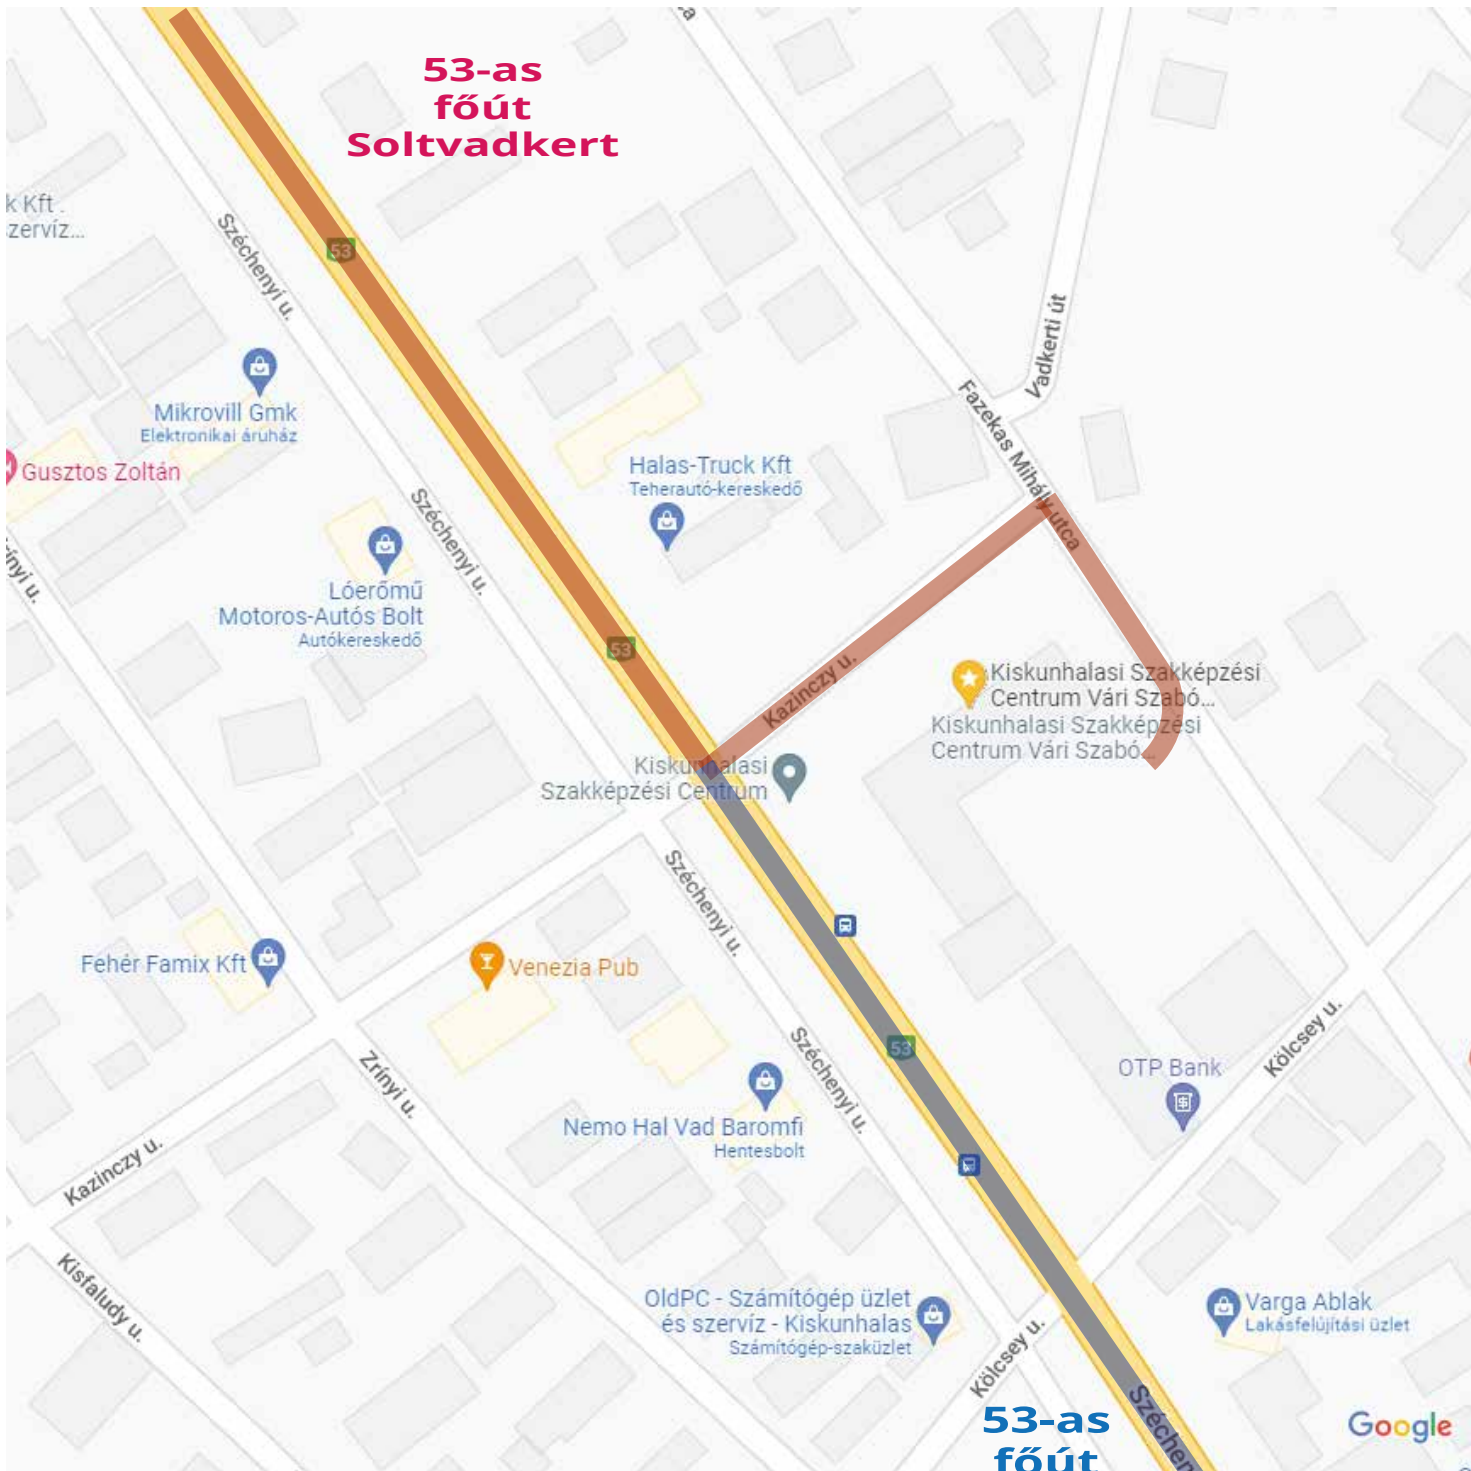 53-as
főút
Soltvadkert
k Kft.
zervíz...
Széchenyi u.
53
Vadkerti út
Mikrovill Gmk
Elektronikai áruház
Fazekas Mihály utca
Gusztos Zoltán
Halas-Truck Kft
Teherautó-kereskedő
Széchenyi u.
Lóerőmű
Motoros-Autós Bolt
Autókereskedő
53
Kazinczy u.
Kiskunhalasi Szakképzési
Centrum Vári Szabó...
Kiskunhalasi Szakképzési
Centrum Vári Szabó...
Kiskunhalasi
Szakképzési Centrum
Széchenyi u.
Fehér Famix Kft
Venezia Pub
53
Kölcsey u.
Széchenyi u.
OTP Bank
Zrínyi u.
Nemo Hal Vad Baromfi
Hentesbolt
Kazinczy u.
Kisfaludy u.
OldPC - Számítógép üzlet
és szervíz - Kiskunhalas
Számítógép-szaküzlet
Varga Ablak
Lakásfelújítási üzlet
Kölcsey u.
Széchen
53-as
főút
Google